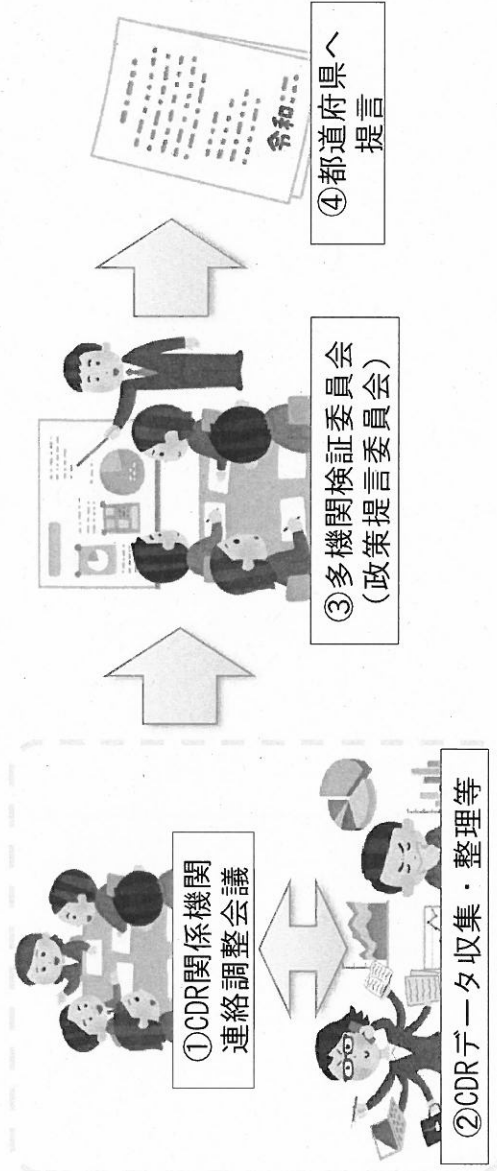 ①CDR関係機関
連絡調整会議
②CDRデータ収集・整理等
③多機関検証委員会
(政策提言委員会)
令和
④都道府県へ
提言